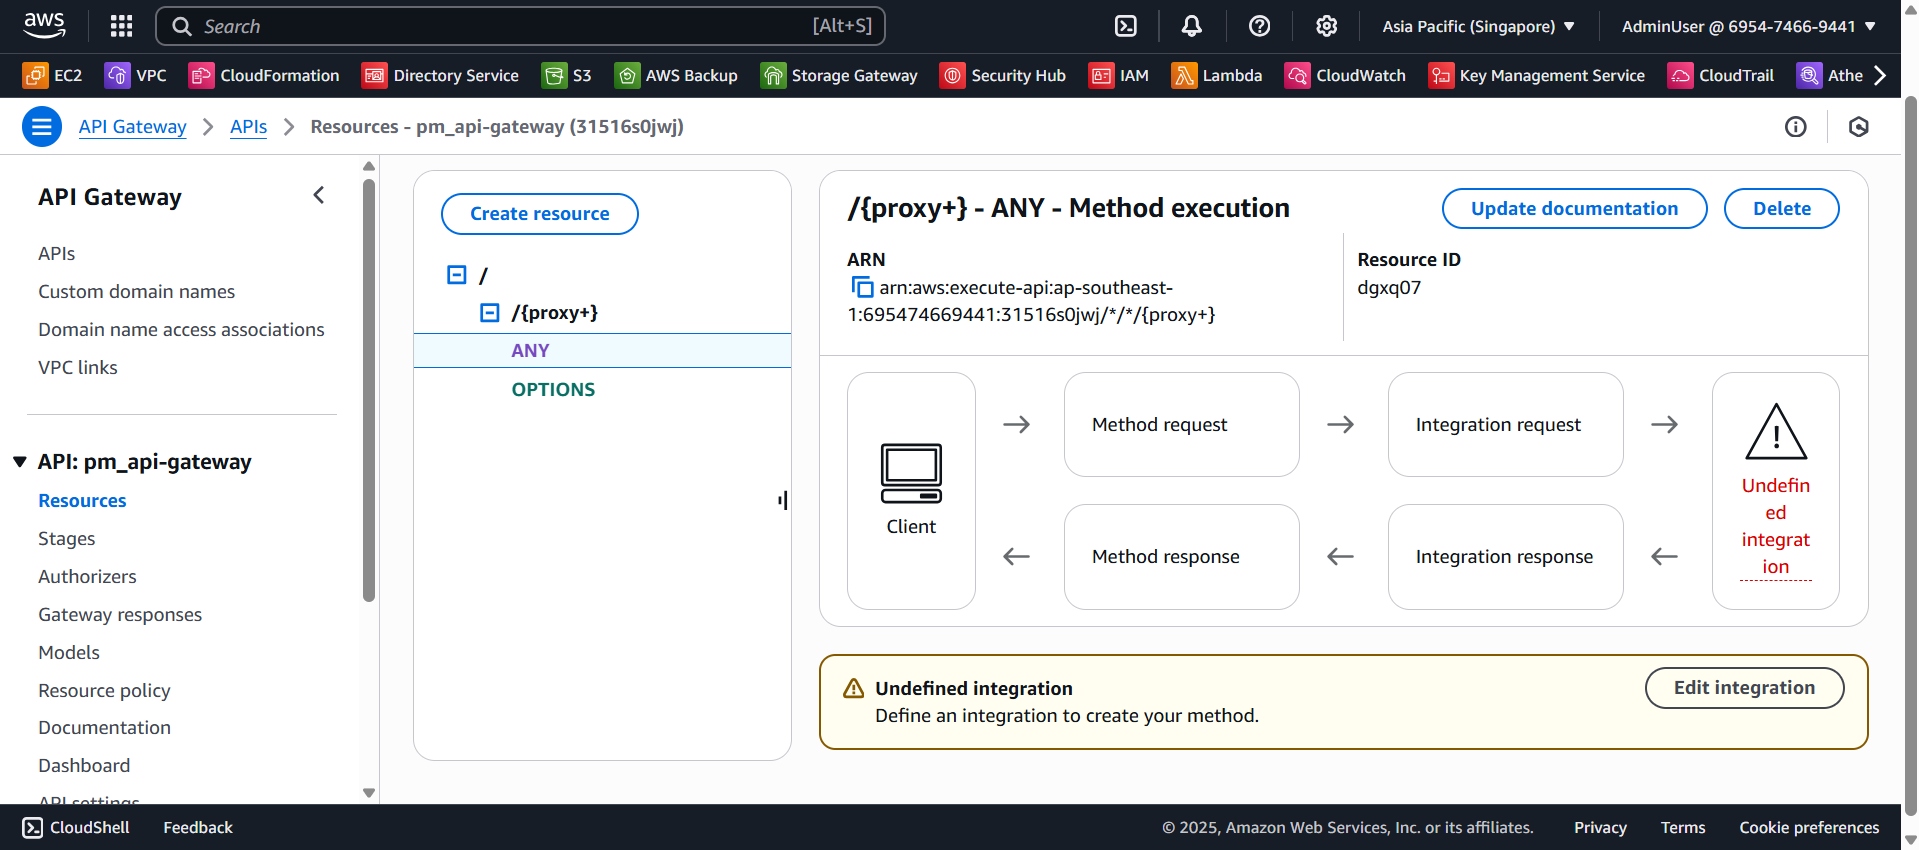 aws
Search
[Alt+S]
Asia Pacific (Singapore)
AdminUser @ 6954-7466-9441
EC2
VPC
CloudFormation
Directory Service
S3
AWS Backup
Storage Gateway
Security Hub
IAM
Lambda
CloudWatch
Key Management Service
CloudTrail
Athe
API Gateway
APIs
Resources - pm_api-gateway (31516s0jwj)
API Gateway
APIs
Custom domain names
Domain name access associations
VPC links
API: pm_api-gateway
Resources
Stages
Authorizers
Gateway responses
Models
Resource policy
Documentation
Dashboard
API settings
Create resource
/
/{proxy+}
ANY
OPTIONS
/{proxy+} - ANY - Method execution
Update documentation
Delete
ARN
arn:aws:execute-api:ap-southeast-
1:695474669441:31516s0jwj/*/*/{proxy+}
Resource ID
dgxq07
Client
Method request
Integration request
Method response
Integration response
Undefin
ed
integrat
ion
Undefined integration
Define an integration to create your method.
Edit integration
CloudShell
Feedback
© 2025, Amazon Web Services, Inc. or its affiliates.
Privacy
Terms
Cookie preferences